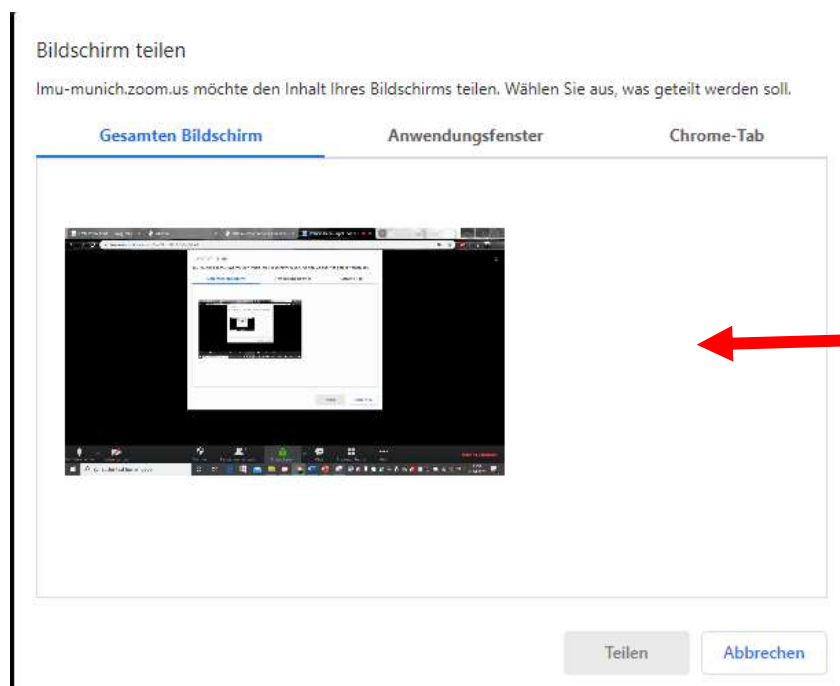 Bildschirm teilen
lmu-munich.zoom.us möchte den Inhalt Ihres Bildschirms teilen. Wählen Sie aus, was geteilt werden soll.
Gesamten Bildschirm Anwendungsfenster Chrome-Tab
Teilen Abbrechen